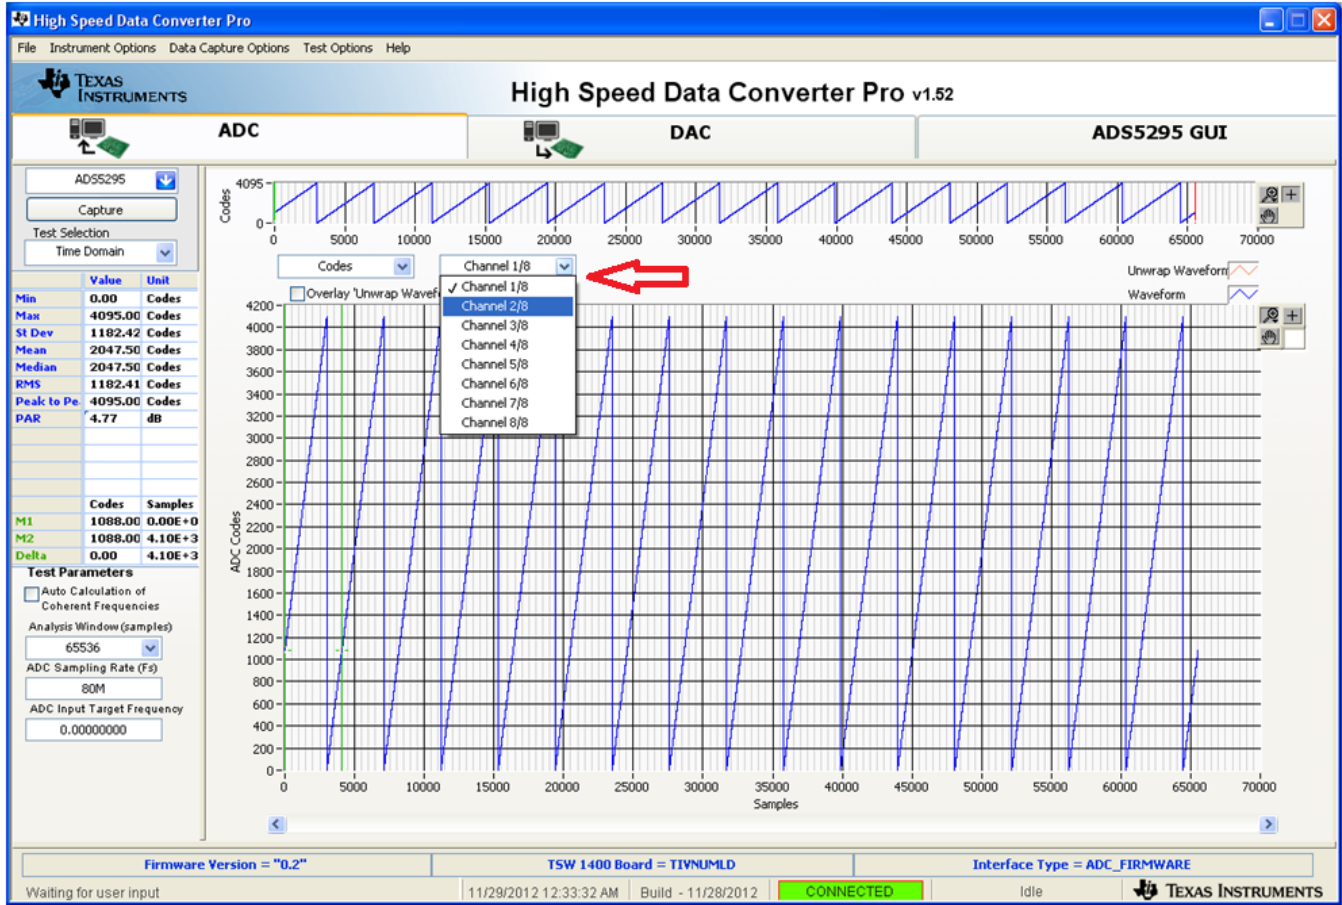 High Speed Data Converter Pro
File Instrument Options Data Capture Options Test Options Help
TEXAS INSTRUMENTS
High Speed Data Converter Pro v1.52
ADC
DAC
ADS5295 GUI
ADS5295
Capture
Test Selection
Time Domain
Value Unit
Min 0.00 Codes
Max 4095.00 Codes
St Dev 1182.42 Codes
Mean 2047.50 Codes
Median 2047.50 Codes
RMS 1182.41 Codes
Peak to Pe. 4095.00 Codes
PAR 4.77 dB
Codes Samples
M1 1088.00 0.00E+0
M2 1088.00 4.10E+3
Delta 0.00 4.10E+3
Test Parameters
Auto Calculation of
Coherent Frequencies
Analysis Window (samples)
65536
ADC Sampling Rate (Fs)
80M
ADC Input Target Frequency
0.00000000
Codes
4095
0
0 5000 10000 15000 20000 25000 30000 35000 40000 45000 50000 55000 60000 65000 70000
Codes
Channel 1/8
Unwrap Waveform
Waveform
Overlay 'Unwrap Wavef
✓ Channel 1/8
Channel 2/8
Channel 3/8
Channel 4/8
Channel 5/8
Channel 6/8
Channel 7/8
Channel 8/8
ADC Codes
4200
4000
3800
3600
3400
3200
3000
2800
2600
2400
2200
2000
1800
1600
1400
1200
1000
800
600
400
200
0
0 5000 10000 15000 20000 25000 30000 35000 40000 45000 50000 55000 60000 65000 70000
Samples
Firmware Version = "0.2"
TSW 1400 Board = TIVNUMLD
Interface Type = ADC_FIRMWARE
Waiting for user input
11/29/2012 12:33:32 AM
Build - 11/28/2012
CONNECTED
Idle
TEXAS INSTRUMENTS